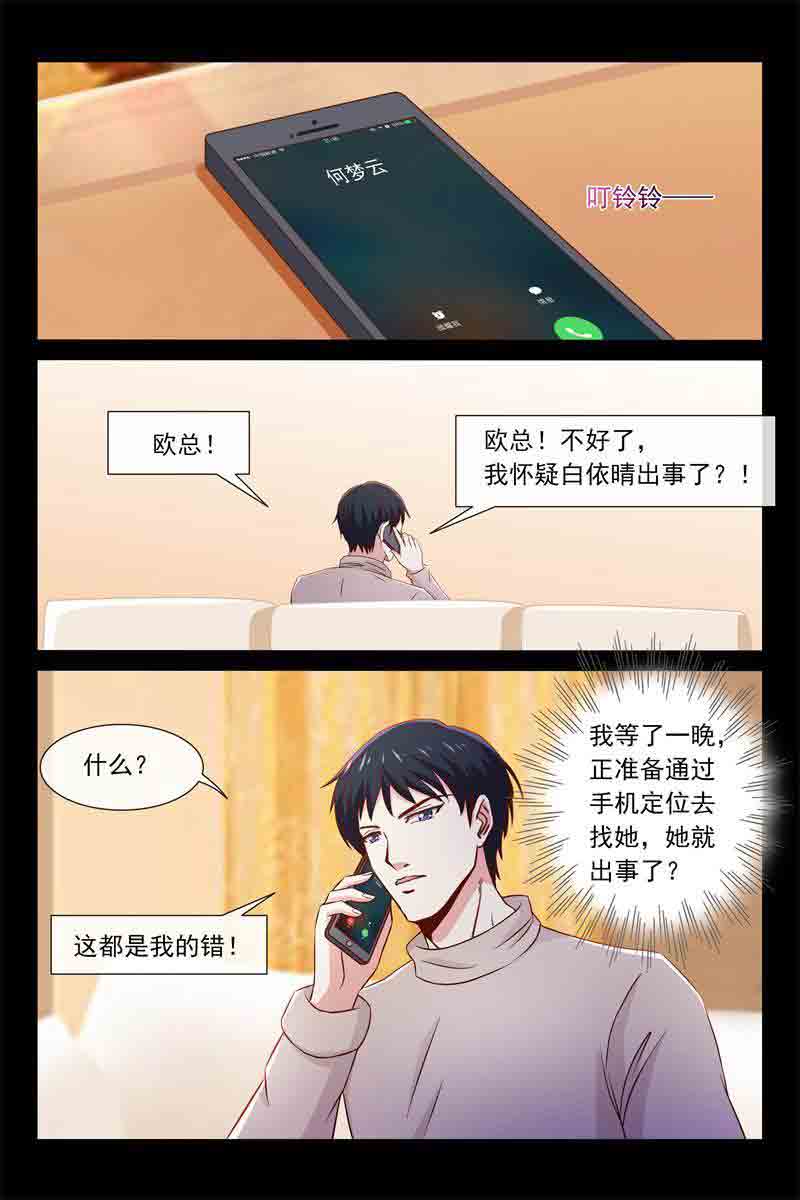 何梦云
叮铃铃——
信息
欧总！
欧总！不好了，
我怀疑白依晴出事了？！
什么？
我等了一晚，
正准备通过
手机定位去
找她，她就
出事了？
这都是我的错！